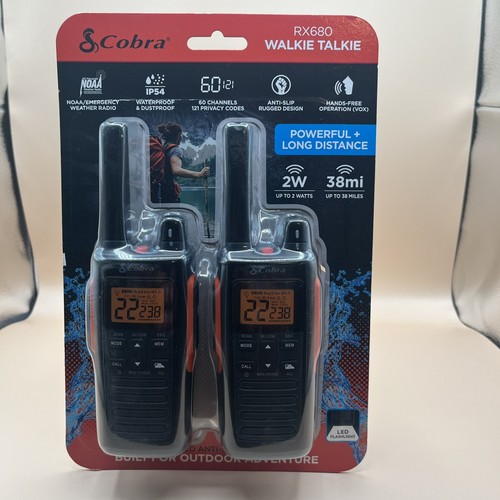 Cobra®
RX680
WALKIE TALKIE
NOAA
NOAA/EMERGENCY
WEATHER RADIO
IP54
WATERPROOF
& DUSTPROOF
60 121
60 CHANNELS
121 PRIVACY CODES
ANTI-SLIP
RUGGED DESIGN
HANDS-FREE
OPERATION (VOX)
POWERFUL +
LONG DISTANCE
2W
UP TO 2 WATTS
38mi
UP TO 38 MILES
Cobra
22 238
MODE
MEM
CALL
Cobra
22 238
MODE
MEM
CALL
LED
FLASHLIGHT
BUILT FOR OUTDOOR ADVENTURE